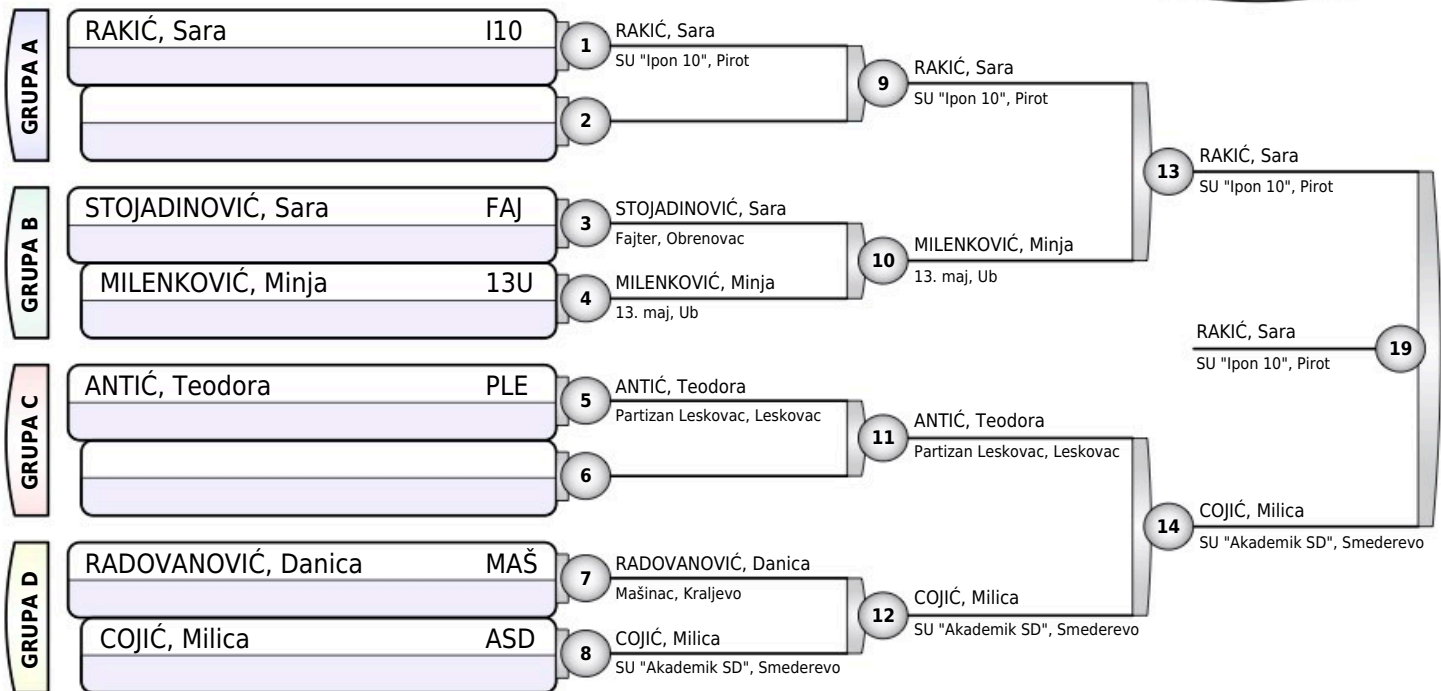 GRUPA A
RAKIĆ, Sara I10
1
RAKIĆ, Sara
SU "Ipon 10", Pirot
2
9
RAKIĆ, Sara
SU "Ipon 10", Pirot
GRUPA B
STOJADINOVIĆ, Sara FAJ
MILENKOVIĆ, Minja 13U
3
STOJADINOVIĆ, Sara
Fajter, Obrenovac
4
MILENKOVIĆ, Minja
13. maj, Ub
10
MILENKOVIĆ, Minja
13. maj, Ub
13
RAKIĆ, Sara
SU "Ipon 10", Pirot
GRUPA C
ANTIĆ, Teodora PLE
5
ANTIĆ, Teodora
Partizan Leskovac, Leskovac
6
11
ANTIĆ, Teodora
Partizan Leskovac, Leskovac
GRUPA D
RADOVANOVIĆ, Danica MAŠ
COJIĆ, Milica ASD
7
RADOVANOVIĆ, Danica
Mašinac, Kraljevo
8
COJIĆ, Milica
SU "Akademik SD", Smederevo
12
COJIĆ, Milica
SU "Akademik SD", Smederevo
14
COJIĆ, Milica
SU "Akademik SD", Smederevo
RAKIĆ, Sara
SU "Ipon 10", Pirot
19